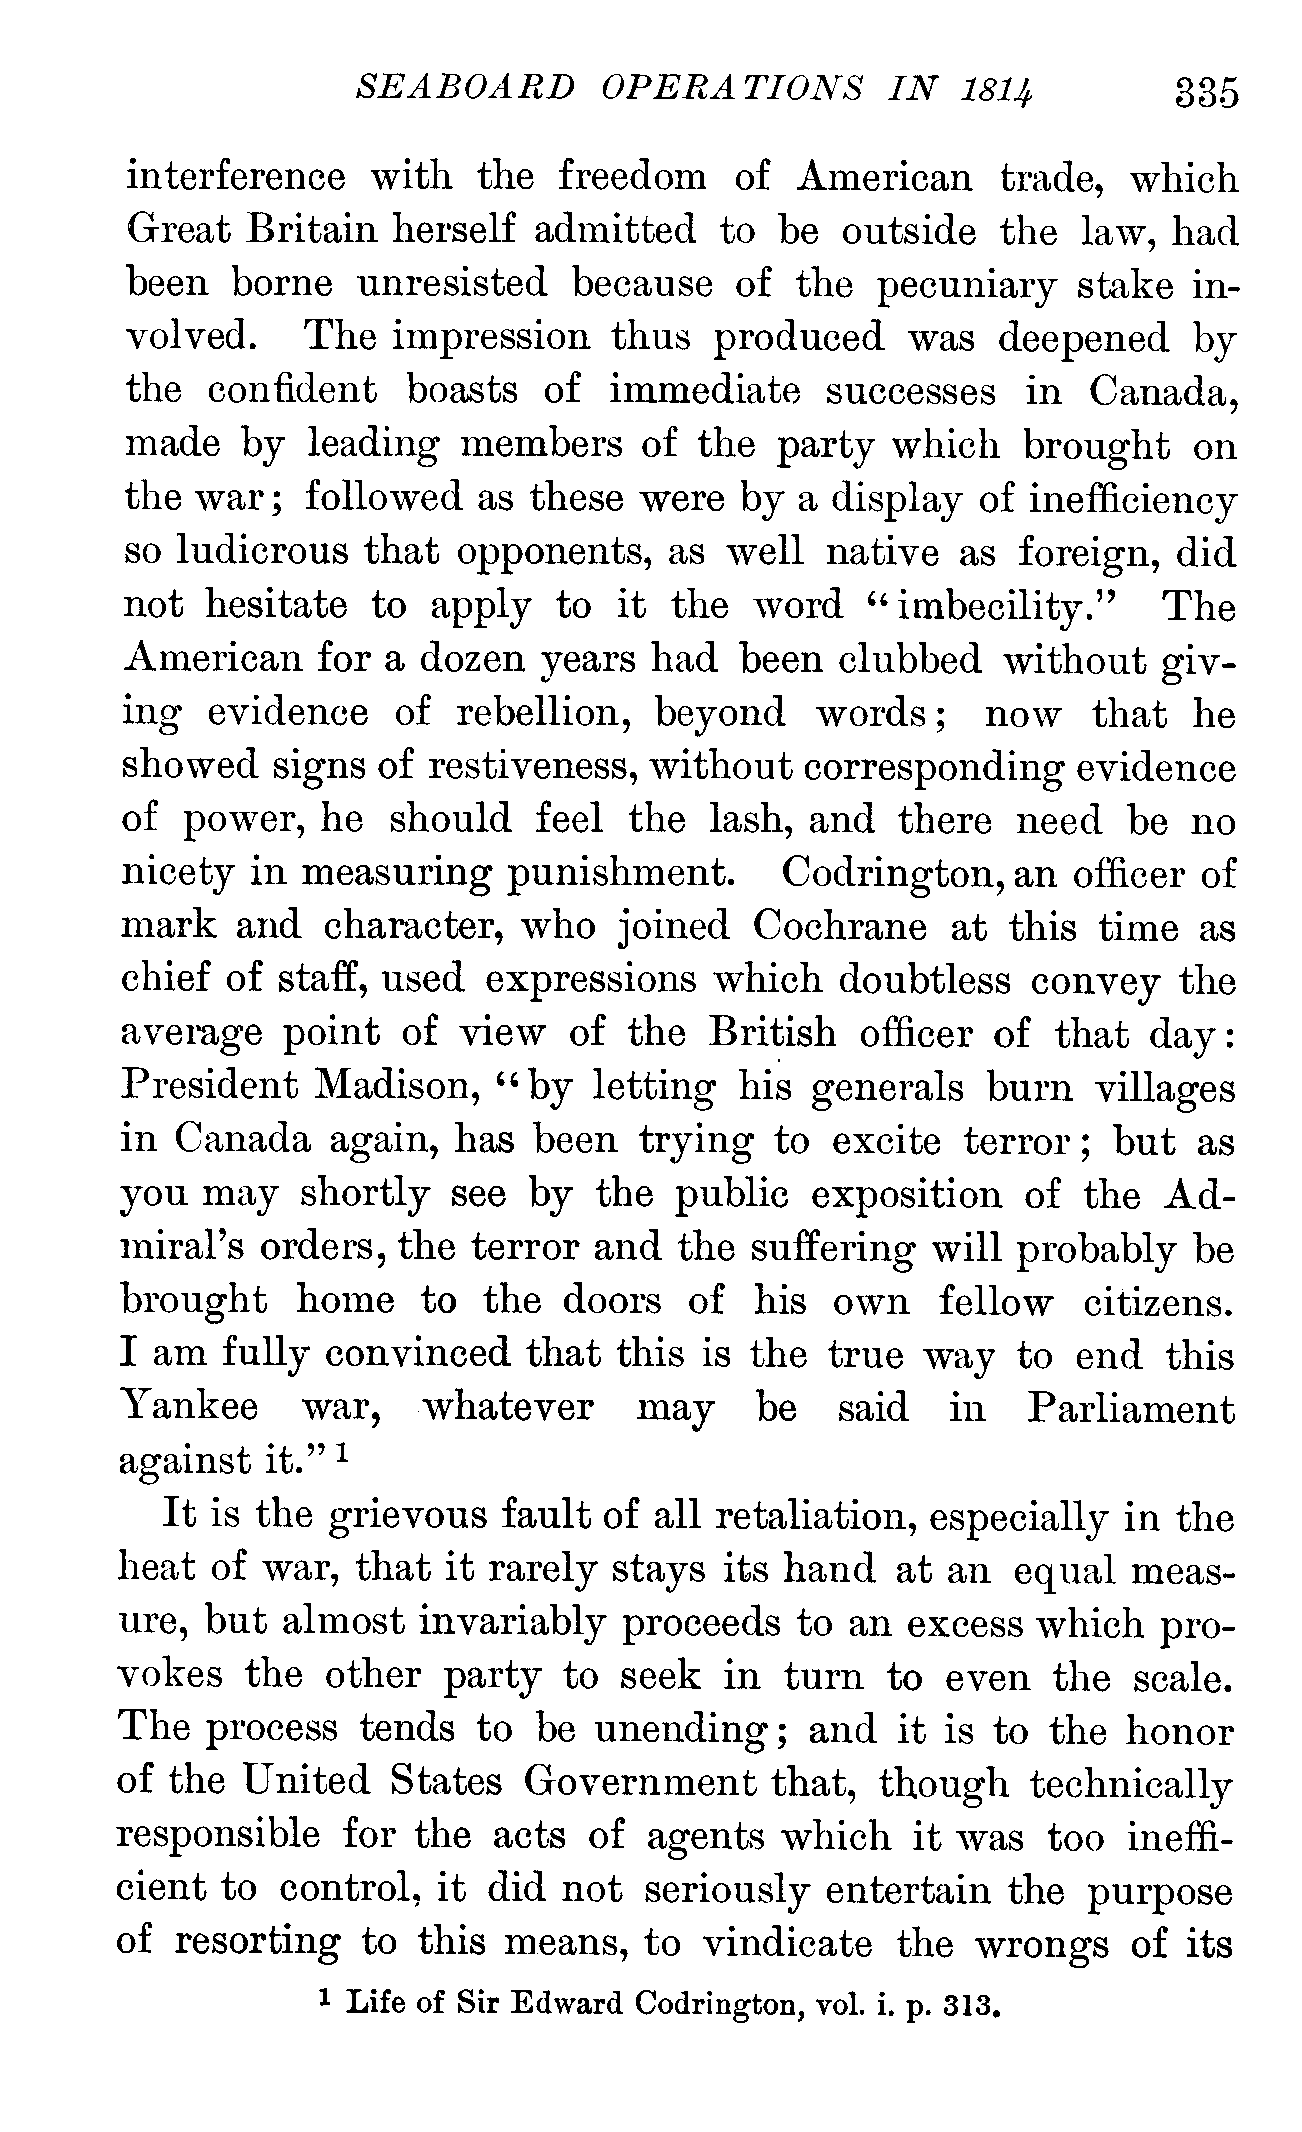 SEABOARD OPERATIONS IN 1814 335
interference with the freedom of American trade, which
Great Britain herself admitted to be outside the law, had
been borne unresisted because of the pecuniary stake in-
volved. The impression thus produced was deepened by
the confident boasts of immediate successes in Canada,
made by leading members of the party which brought on
the war; followed as these were by a display of inefficiency
so ludicrous that opponents, as well native as foreign, did
not hesitate to apply to it the word “imbecility.” The
American for a dozen years had been clubbed without giv-
ing evidence of rebellion, beyond words; now that he
showed signs of restiveness, without corresponding evidence
of power, he should feel the lash, and there need be no
nicety in measuring punishment. Codrington, an officer of
mark and character, who joined Cochrane at this time as
chief of staff, used expressions which doubtless convey the
average point of view of the British officer of that day:
President Madison, “by letting his generals burn villages
in Canada again, has been trying to excite terror; but as
you may shortly see by the public exposition of the Ad-
miral's orders, the terror and the suffering will probably be
brought home to the doors of his own fellow citizens.
I am fully convinced that this is the true way to end this
Yankee war, whatever may be said in Parliament
against it.” 1
It is the grievous fault of all retaliation, especially in the
heat of war, that it rarely stays its hand at an equal meas-
ure, but almost invariably proceeds to an excess which pro-
vokes the other party to seek in turn to even the scale.
The process tends to be unending; and it is to the honor
of the United States Government that, though technically
responsible for the acts of agents which it was too ineffi-
cient to control, it did not seriously entertain the purpose
of resorting to this means, to vindicate the wrongs of its
1 Life of Sir Edward Codrington, vol. i. p. 313.